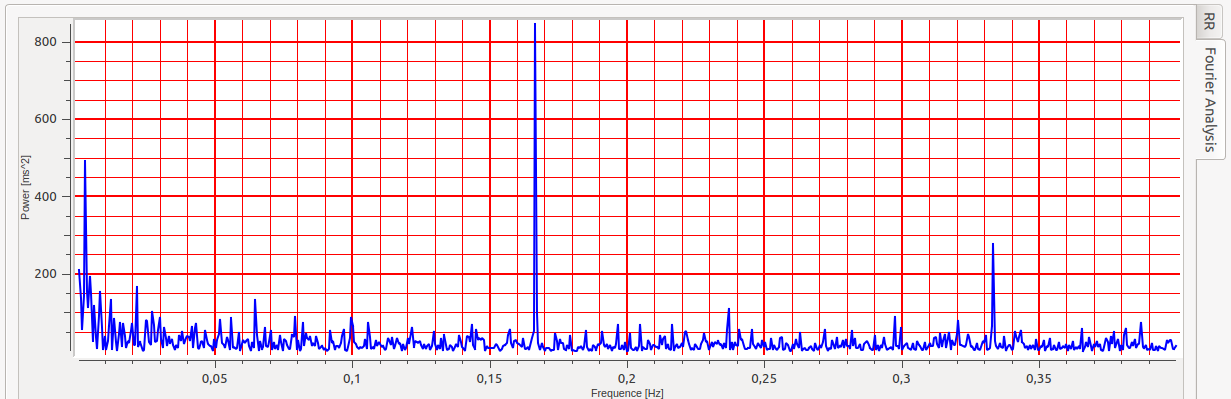 800
600
400
200
Power [ms^2]
0,05 0,1 0,15 0,2 0,25 0,3 0,35
Frequence [Hz]
RR
Fourier Analysis